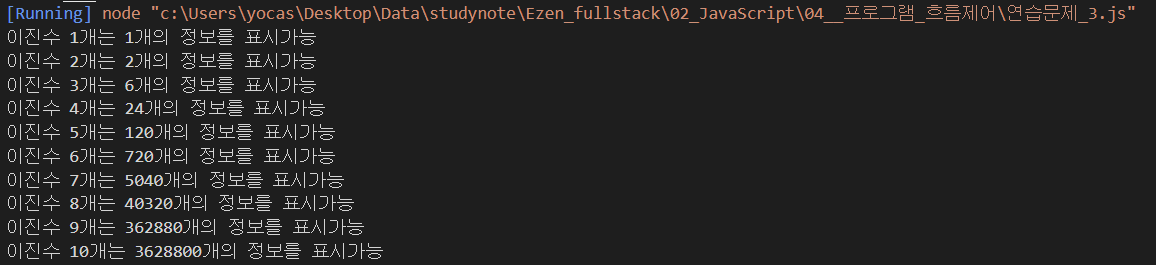 [Running] node "c:\Users\yocas\Desktop\Data\studynote\Ezen_fullstack\02_JavaScript\04__프로그램_흐름제어\연습문제_3.js"
이진수 1개는 1개의 정보를 표시가능
이진수 2개는 2개의 정보를 표시가능
이진수 3개는 6개의 정보를 표시가능
이진수 4개는 24개의 정보를 표시가능
이진수 5개는 120개의 정보를 표시가능
이진수 6개는 720개의 정보를 표시가능
이진수 7개는 5040개의 정보를 표시가능
이진수 8개는 40320개의 정보를 표시가능
이진수 9개는 362880개의 정보를 표시가능
이진수 10개는 3628800개의 정보를 표시가능